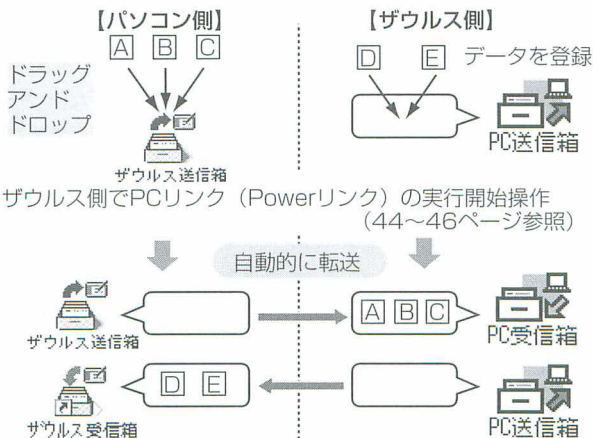 【パソコン側】
【ザウルス側】
A B C
D E データを登録
ドラッグ
アンド
ドロップ
ザウルス送信箱
PC送信箱
ザウルス側でPCリンク（Powerリンク）の実行開始操作
（44～46ページ参照）
自動的に転送
ザウルス送信箱
A B C
PC受信箱
ザウルス受信箱
D E
PC送信箱